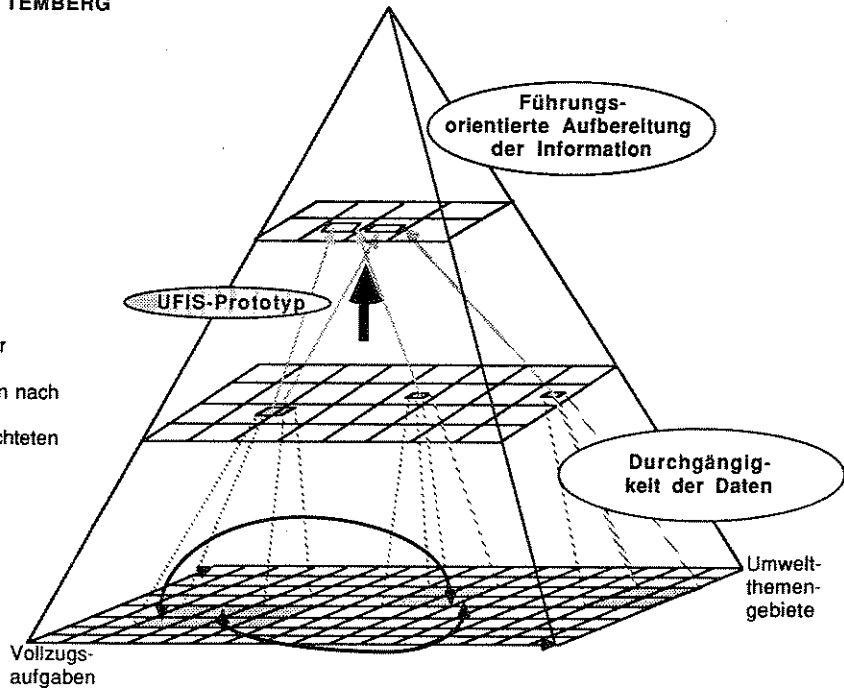 TEMBERG
Führungs-
orientierte Aufbereitung
der Information
UFIS-Prototyp
r
n nach
chteten
Durchgängig-
keit der Daten
Umwelt-
themen-
gebiete
Vollzugs-
aufgaben